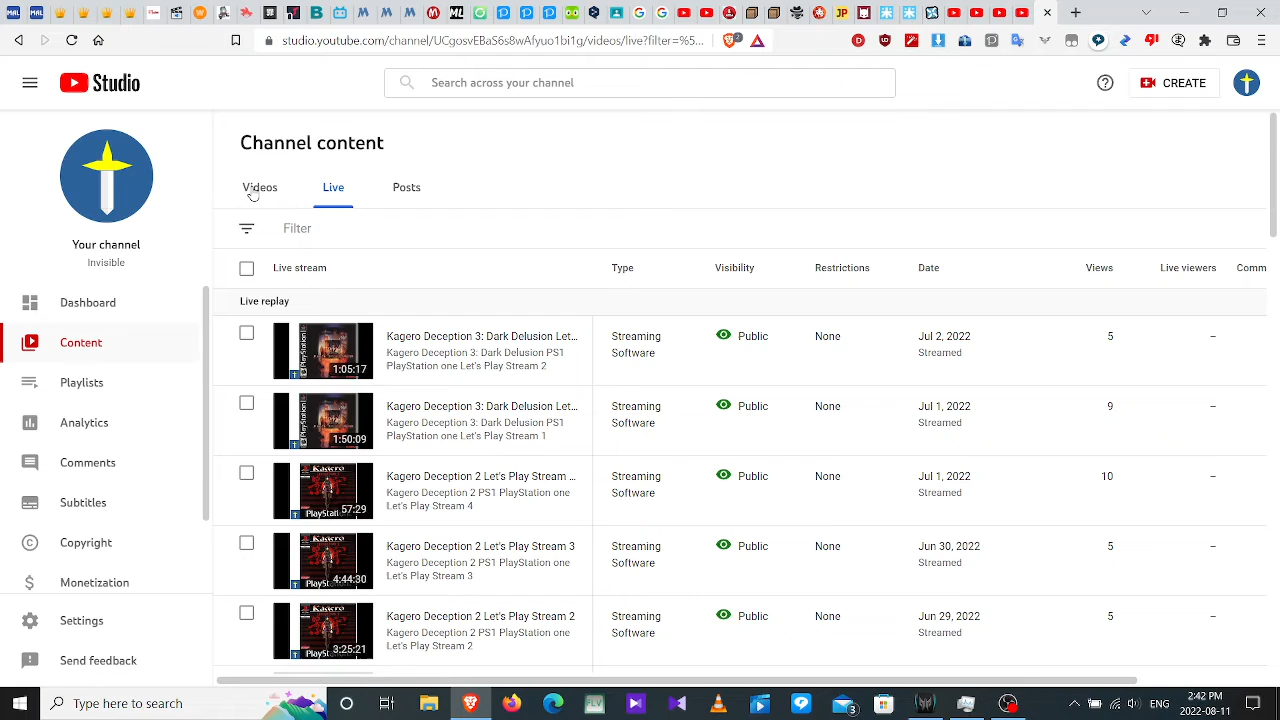 studio.youtube.com/channel/UCgosvEBaS6s8wAfyuo1bi1g/videos/live?filter=%5...
2
Studio
Search across your channel
CREATE
Channel content
Videos
Live
Posts
Your channel
Invisible
Filter
Live stream
Type
Visibility
Restrictions
Date
Views
Live viewers
Comm
Live replay
Dashboard
Content
Playlists
Analytics
Comments
Subtitles
Copyright
Monetization
Settings
Send feedback
1:05:17
Kagero Deception 3: Dark Delusion Let...
Kagero Deception 3: Dark Delusion PS1
PlayStation one Let's Play Stream 2
Streaming
Software
Public
None
Jul 2, 2022
Streamed
5
–
1:50:09
Kagero Deception 3: Dark Delusion Let...
Kagero Deception 3: Dark Delusion PS1
PlayStation one Let's Play Stream 1
Streaming
Software
Public
None
Jul 1, 2022
Streamed
9
–
Kagero
57:29
Kagero Deception 2 Let's Play Stream 4
Kagero Deception 2 PS1 PlayStation one
Let's Play Stream 4
Streaming
Software
Public
None
Jul 1, 2022
Streamed
10
–
Kagero
4:44:30
Kagero Deception 2 Let's Play Stream 3
Kagero Deception 2 PS1 PlayStation one
Let's Play Stream 3
Streaming
Software
Public
None
Jun 30, 2022
Streamed
5
–
Kagero
3:25:21
Kagero Deception 2 Let's Play Stream 2
Kagero Deception 2 PS1 PlayStation one
Let's Play Stream 2
Streaming
Software
Public
None
Jun 29, 2022
Streamed
3
–
Type here to search
FLV
3
ENG
2:42 PM
2022-08-11